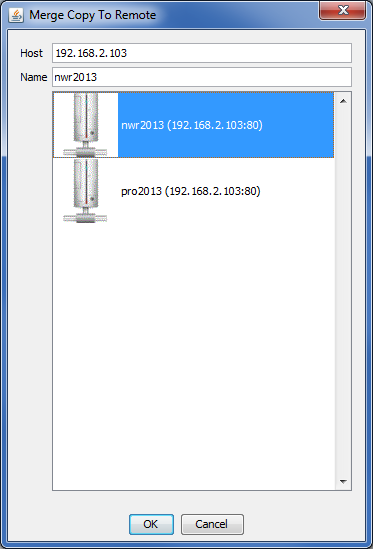 Merge Copy To Remote
Host 192.168.2.103
Name nwr2013
nwr2013 (192.168.2.103:80)
pro2013 (192.168.2.103:80)
OK Cancel